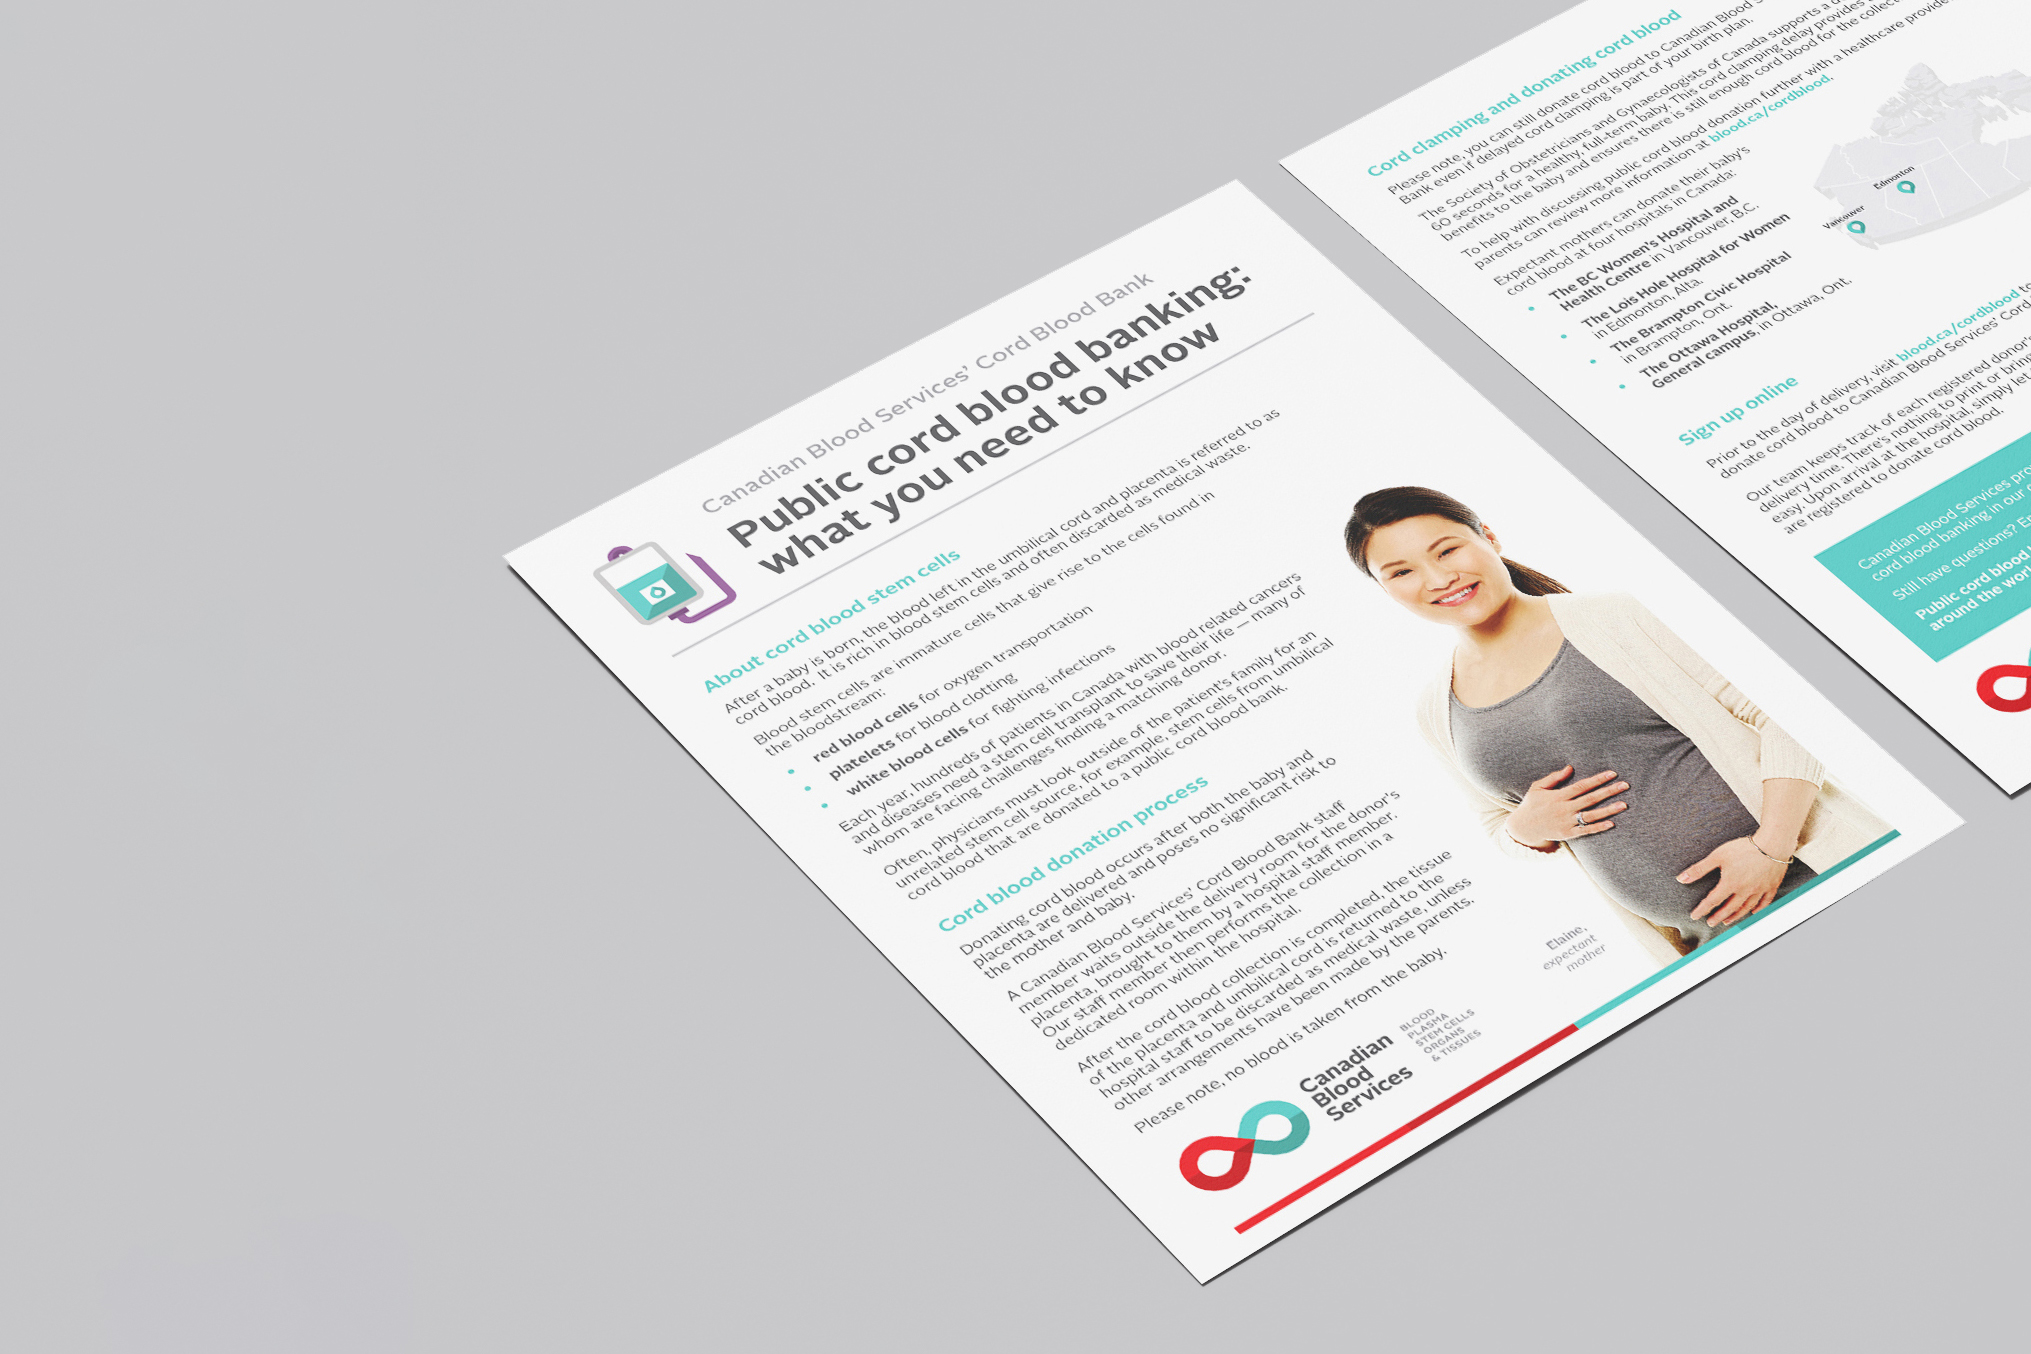 Canadian Blood Services' Cord Blood Bank
Public cord blood banking:
what you need to know
About cord blood stem cells
After a baby is born, the blood left in the umbilical cord and placenta is referred to as
cord blood. It is rich in blood stem cells and often discarded as medical waste.
Blood stem cells are immature cells that give rise to the cells found in
the bloodstream:
• red blood cells for oxygen transportation
• platelets for blood clotting
• white blood cells for fighting infections
Each year, hundreds of patients in Canada with blood related cancers
and diseases need a stem cell transplant to save their life — many of
whom are facing challenges finding a matching donor.
Often, physicians must look outside of the patient's family for an
unrelated stem cell source, for example, stem cells from umbilical
cord blood that are donated to a public cord blood bank.
Cord blood donation process
Donating cord blood occurs after both the baby and
placenta are delivered and poses no significant risk to
the mother and baby.
A Canadian Blood Services' Cord Blood Bank staff
member waits outside the delivery room for the donor's
placenta, brought to them by a hospital staff member.
Our staff member then performs the collection in a
dedicated room within the hospital.
After the cord blood collection is completed, the tissue
of the placenta and umbilical cord is returned to the
hospital staff to be discarded as medical waste, unless
other arrangements have been made by the parents.
Please note, no blood is taken from the baby.
Elaine,
expectant
mother
Canadian
Blood
Services
BLOOD
PLASMA
STEM CELLS
ORGANS
& TISSUES
Cord clamping and donating cord blood
Please note, you can still donate cord blood to Canadian Blood
Bank even if delayed cord clamping is part of your birth plan.
The Society of Obstetricians and Gynaecologists of Canada supports a
60 seconds for a healthy, full-term baby. This cord clamping delay provides
benefits to the baby and ensures there is still enough cord blood for the
To help with discussing public cord blood donation further with a healthcare
parents can review more information at blood.ca/cordblood.
Expectant mothers can donate their baby's
cord blood at four hospitals in Canada:
• The BC Women's Hospital and
Health Centre in Vancouver, B.C.
• The Lois Hole Hospital for Women
in Edmonton, Alta.
• The Brampton Civic Hospital
in Brampton, Ont.
• The Ottawa Hospital,
General campus, in Ottawa, Ont.
Edmonton
Vancouver
Sign up online
Prior to the day of delivery, visit blood.ca/cordblood to
donate cord blood to Canadian Blood Services' Cord
Our team keeps track of each registered donor's
delivery time. There's nothing to print or bring
easy. Upon arrival at the hospital, simply let
are registered to donate cord blood.
Canadian Blood Services
cord blood banking in our
Still have questions?
Public cord blood
around the